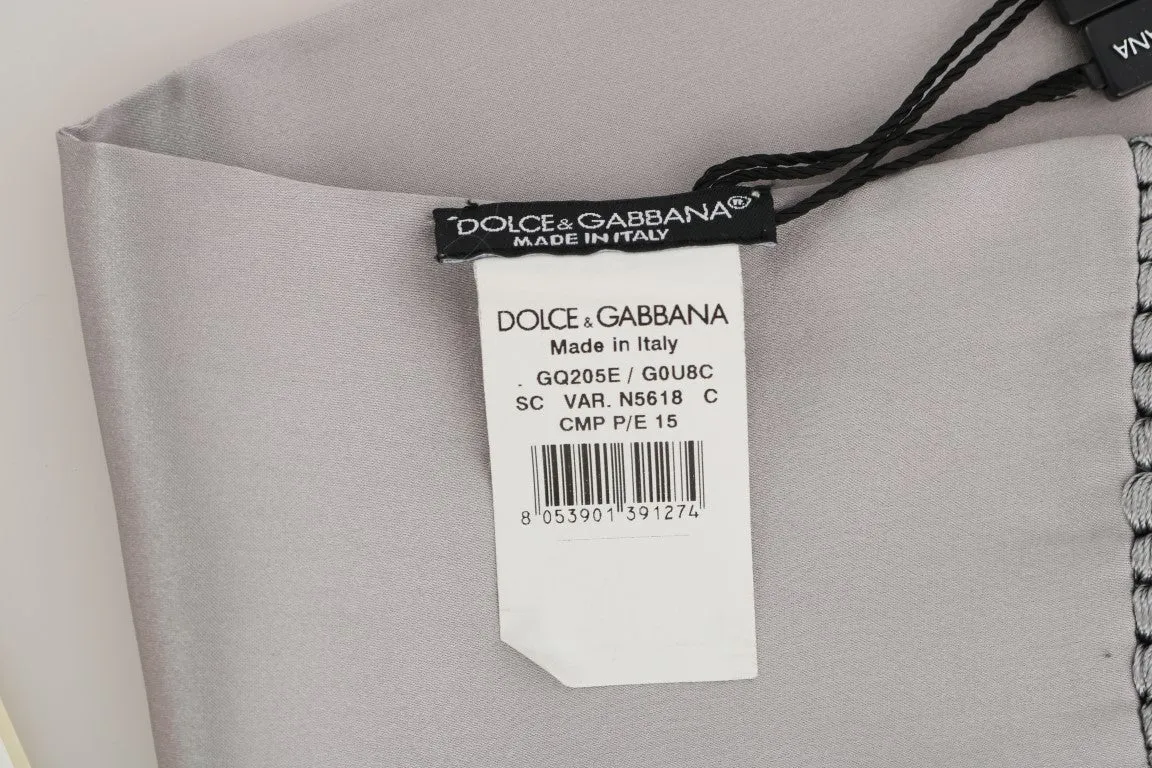 ANA
DOLCE & GABBANA®
MADE IN ITALY
DOLCE & GABBANA
Made in Italy
. GQ205E / G0U8C
SC VAR. N5618 C
CMP P/E 15
8 053901 391274